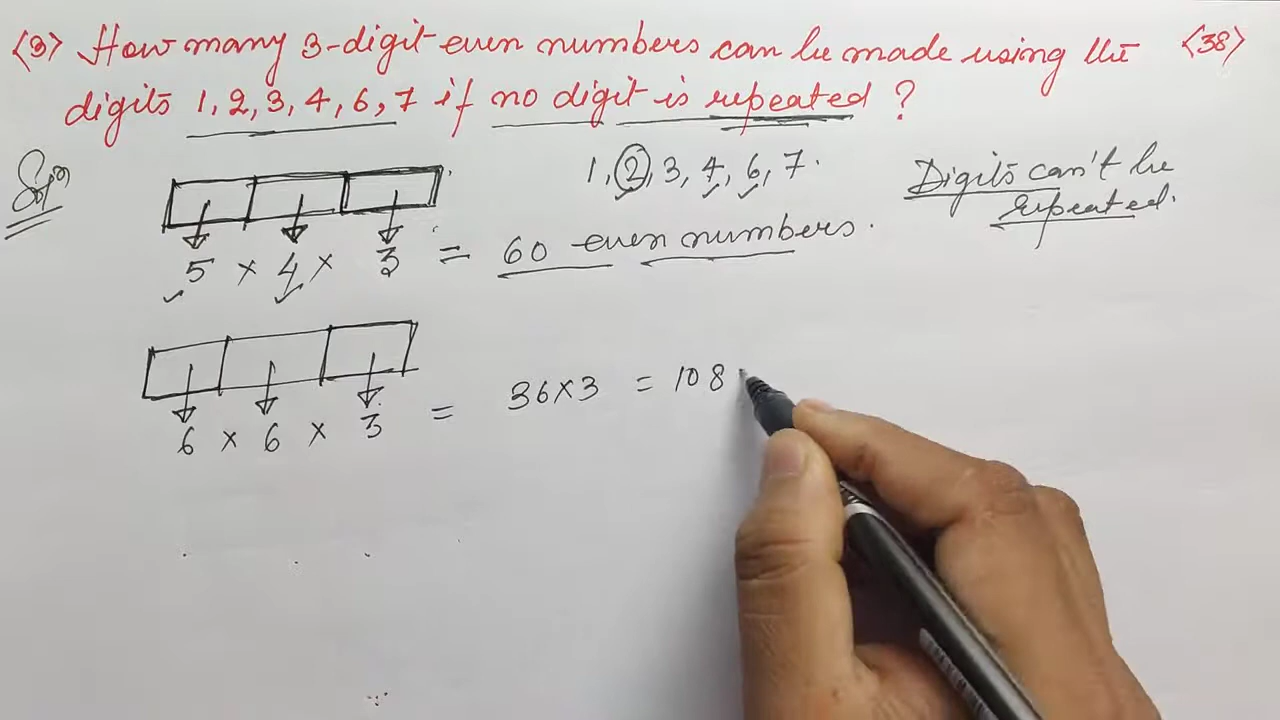 <3> How many 3-digit even numbers can be made using the <38>
digits 1, 2, 3, 4, 6, 7 if no digit is repeated ?
Solⁿ
1, 2, 3, 4, 6, 7.
Digits can't be
repeated.
5 × 4 × 3 = 60 even numbers.
6 × 6 × 3 = 36×3 = 108